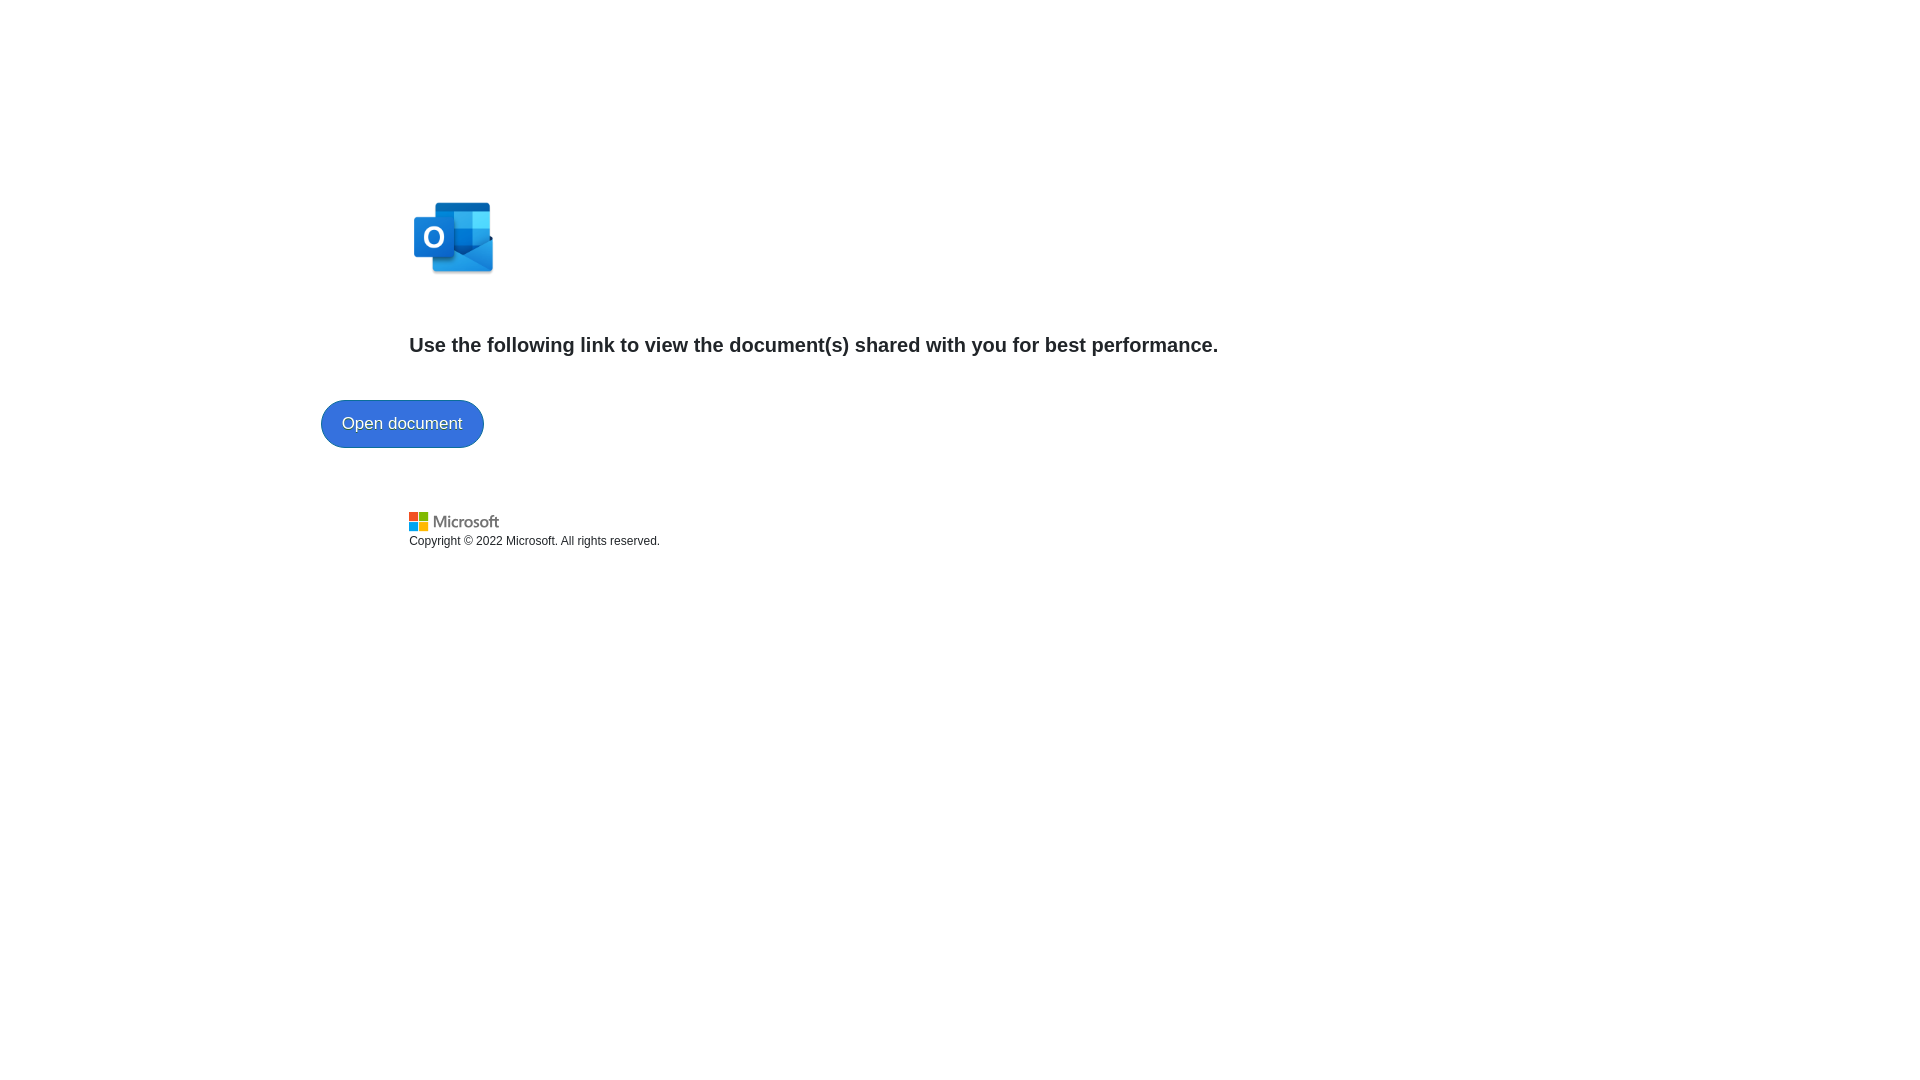 O
Use the following link to view the document(s) shared with you for best performance.
Open document
Microsoft
Copyright © 2022 Microsoft. All rights reserved.